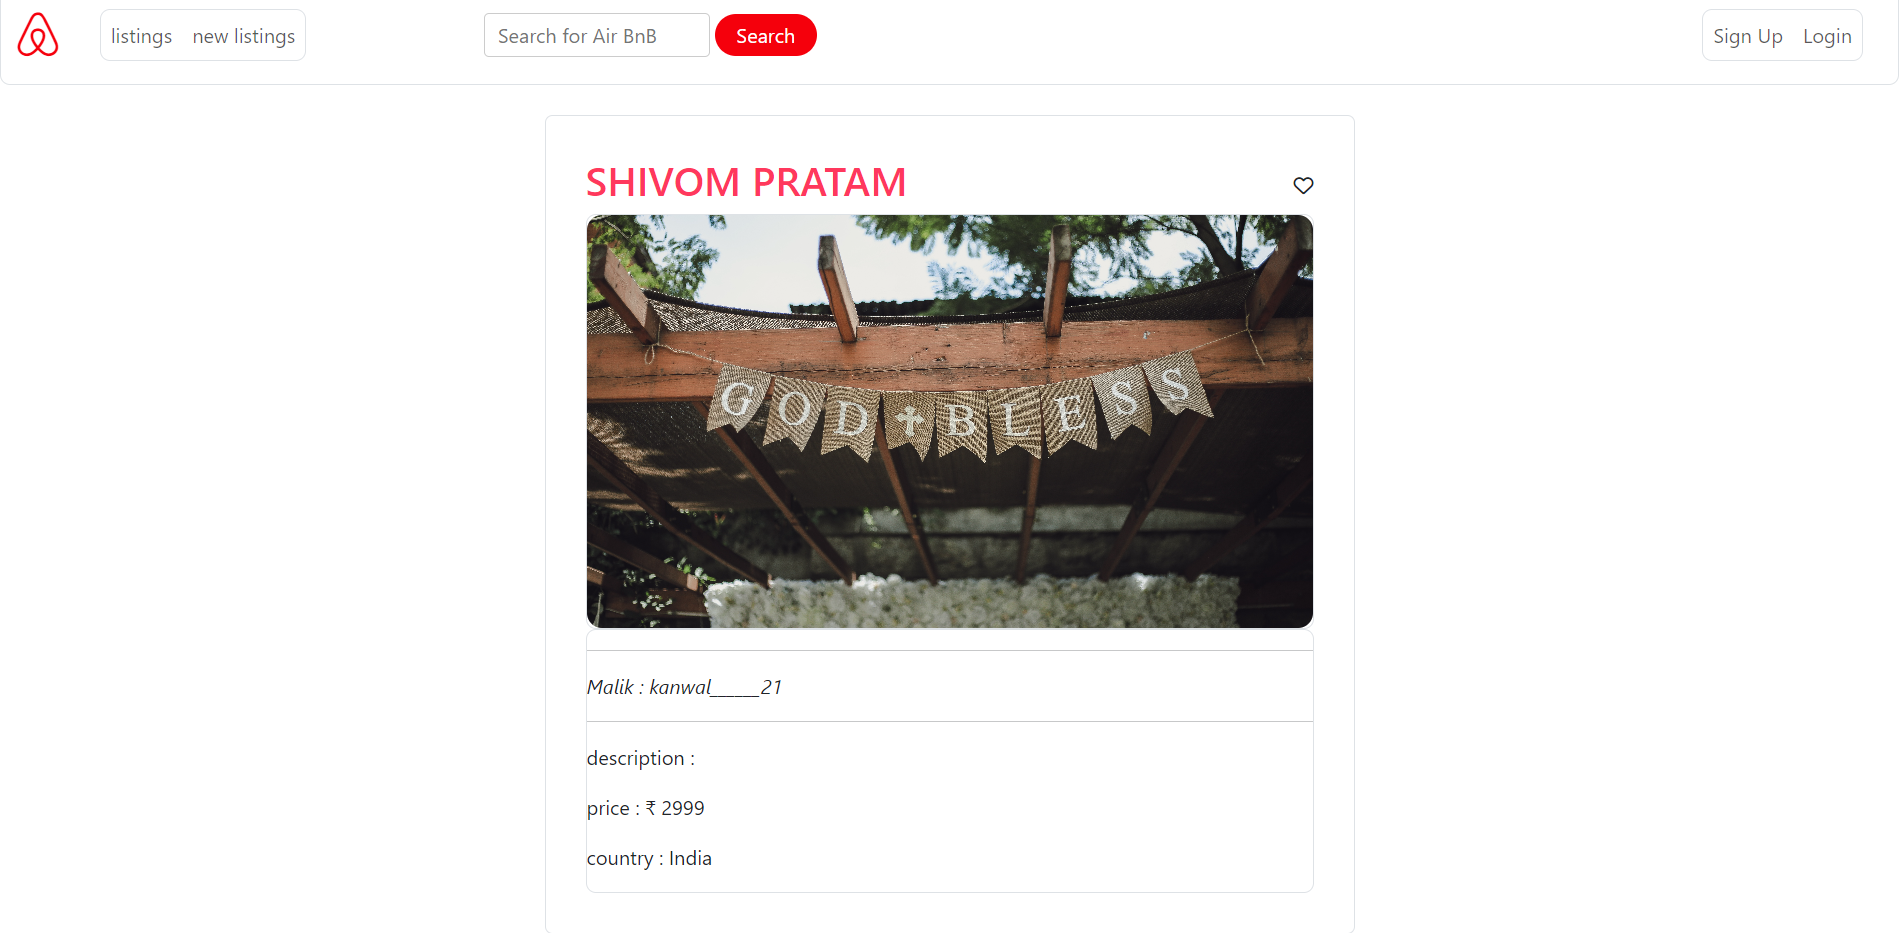 listings new listings Search for Air BnB Search Sign Up Login
SHIVOM PRATAM
GOD BLESS
Malik : kanwal______21
description :
price : ₹ 2999
country : India